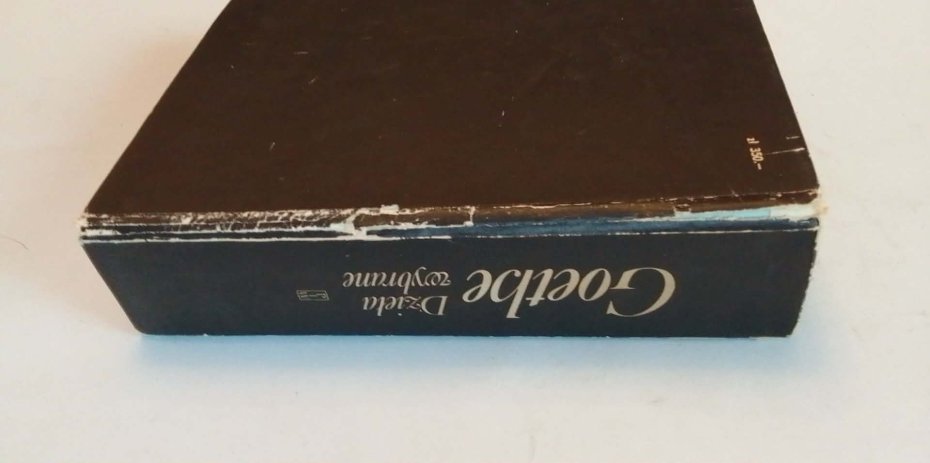 Goethe
Dzieła
wybrane
zł 350.–